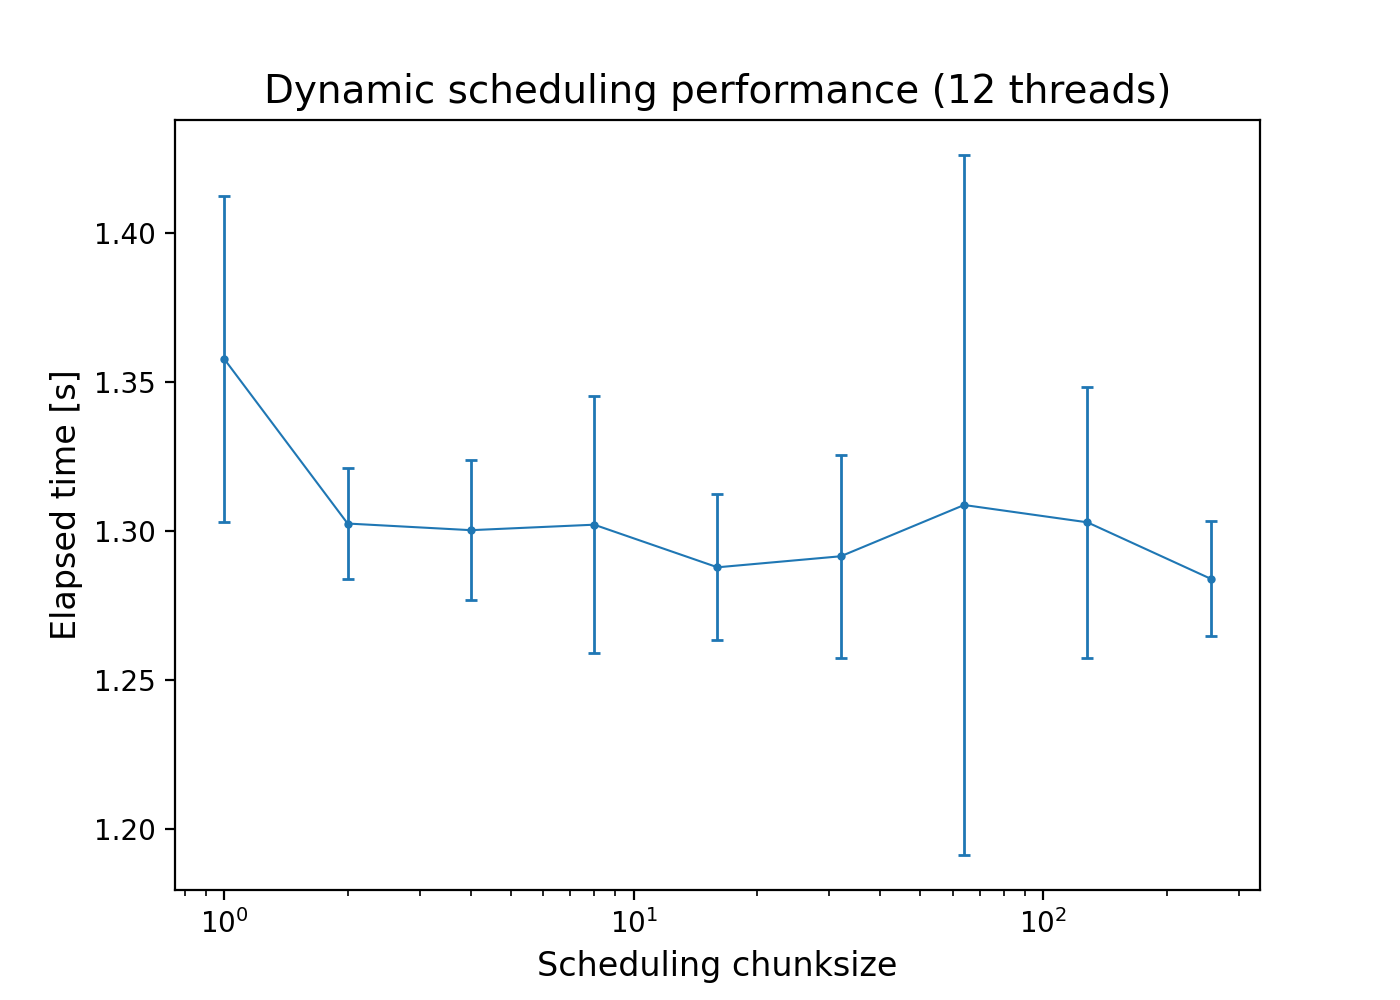 Dynamic scheduling performance (12 threads)
Elapsed time [s]
1.40
1.35
1.30
1.25
1.20
10⁰ 10¹ 10²
Scheduling chunksize